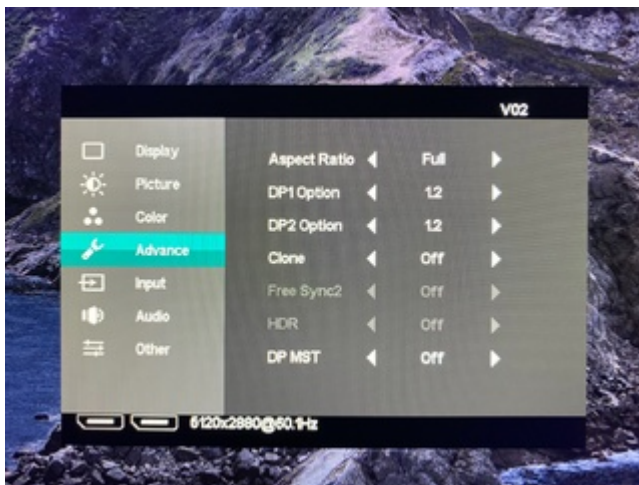 V02
Display
Picture
Color
Advance
Input
Audio
Other
Aspect Ratio Full
DP1 Option 1.2
DP2 Option 1.2
Clone Off
Free Sync2 Off
HDR Off
DP MST Off
5120x2880@60.1Hz